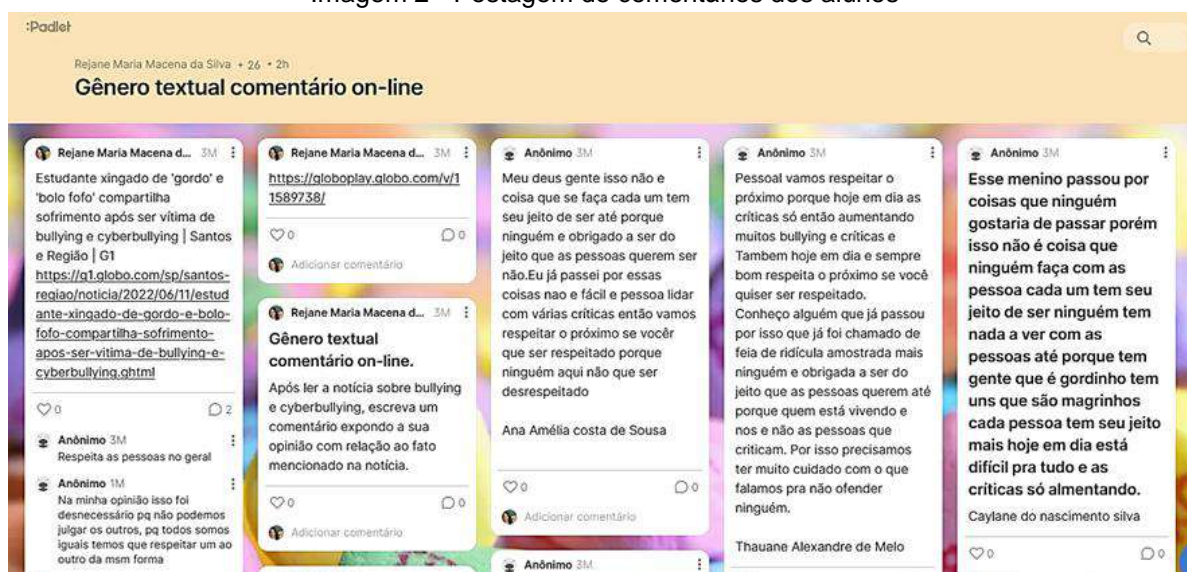 Imagem 2 - Postagem de comentários dos alunos
:Padlet
Rejane Maria Macena da Silva + 26 • 2h
Gênero textual comentário on-line
Rejane Maria Macena d... 3M
Estudante xingado de 'gordo' e
'bolo fofo' compartilha
sofrimento após ser vítima de
bullying e cyberbullying | Santos
e Região | G1
https://g1.globo.com/sp/santos-
regiao/noticia/2022/06/11/estud
ante-xingado-de-gordo-e-bolo-
fofo-compartilha-sofrimento-
apos-ser-vitima-de-bullying-e-
cyberbullying.ghtml
0 2
Anônimo 3M
Respeita as pessoas no geral
Anônimo 1M
Na minha opinião isso foi
desnecessário pq não podemos
julgar os outros, pq todos somos
iguais temos que respeitar um ao
outro da msm forma
Rejane Maria Macena d... 3M
https://globoplay.globo.com/v/1
1589738/
0 0
Adicionar comentário
Rejane Maria Macena d... 3M
Gênero textual
comentário on-line.
Após ler a notícia sobre bullying
e cyberbullying, escreva um
comentário expondo a sua
opinião com relação ao fato
mencionado na notícia.
0 0
Adicionar comentário
Anônimo 3M
Meu deus gente isso não e
coisa que se faça cada um tem
seu jeito de ser até porque
ninguém e obrigado a ser do
jeito que as pessoas querem ser
não.Eu já passei por essas
coisas nao e fácil e pessoa lidar
com várias críticas então vamos
respeitar o próximo se vocêr
que ser respeitado porque
ninguém aqui não que ser
desrespeitado
Ana Amélia costa de Sousa
0 0
Adicionar comentário
Anônimo 3M
Anônimo 3M
Pessoal vamos respeitar o
próximo porque hoje em dia as
críticas só então aumentando
muitos bullying e críticas e
Tambem hoje em dia e sempre
bom respeita o próximo se você
quiser ser respeitado.
Conheço alguém que já passou
por isso que já foi chamado de
feia de ridícula amostrada mais
ninguém e obrigada a ser do
jeito que as pessoas querem até
porque quem está vivendo e
nos e não as pessoas que
criticam. Por isso precisamos
ter muito cuidado com o que
falamos pra não ofender
ninguém.
Thauane Alexandre de Melo
Anônimo 3M
Esse menino passou por
coisas que ninguém
gostaria de passar porém
isso não é coisa que
ninguém faça com as
pessoa cada um tem seu
jeito de ser ninguém tem
nada a ver com as
pessoas até porque tem
gente que é gordinho tem
uns que são magrinhos
cada pessoa tem seu jeito
mais hoje em dia está
difícil pra tudo e as
críticas só almentando.
Caylane do nascimento silva
0 0